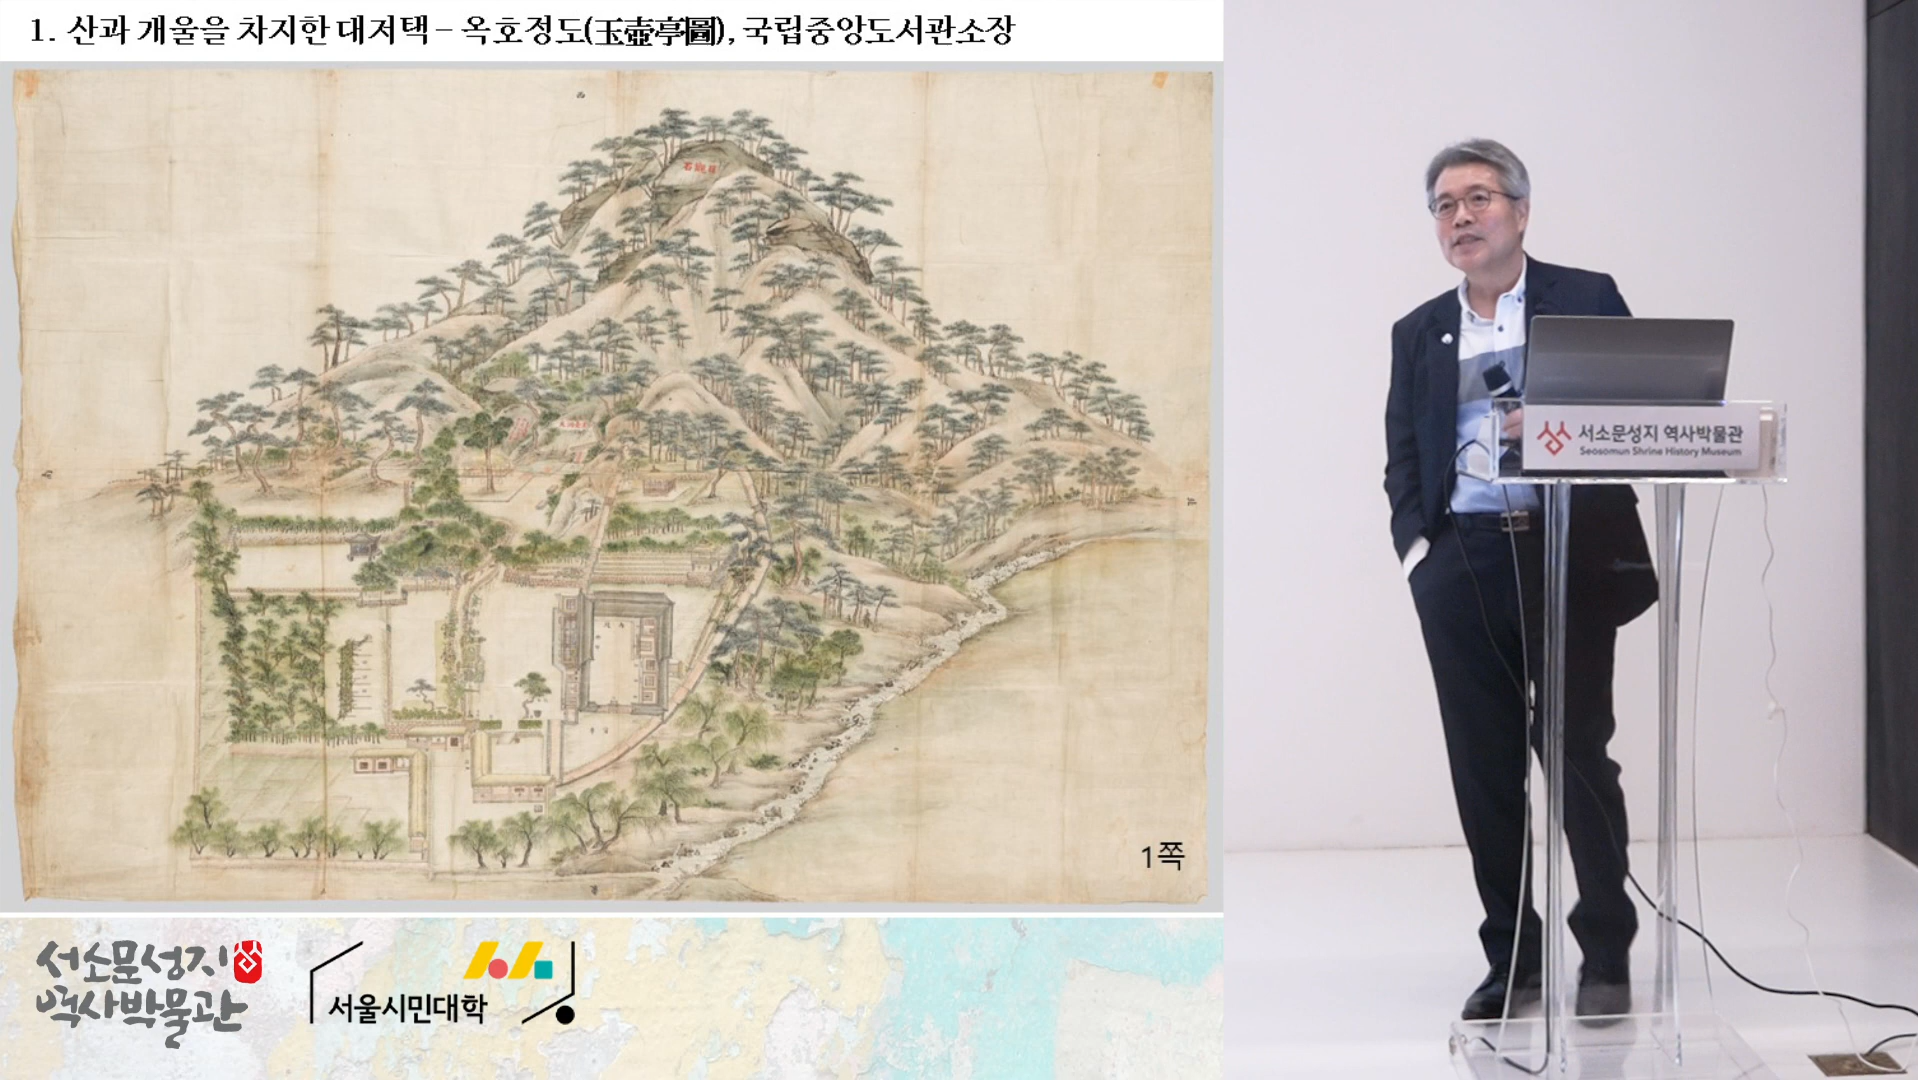 1. 산과 개울을 차지한 대저택 – 옥호정도(玉壺亭圖), 국립중앙도서관소장
1쪽
서소문성지
역사박물관
서울시민대학
서소문성지 역사박물관
Seosomun Shrine History Museum